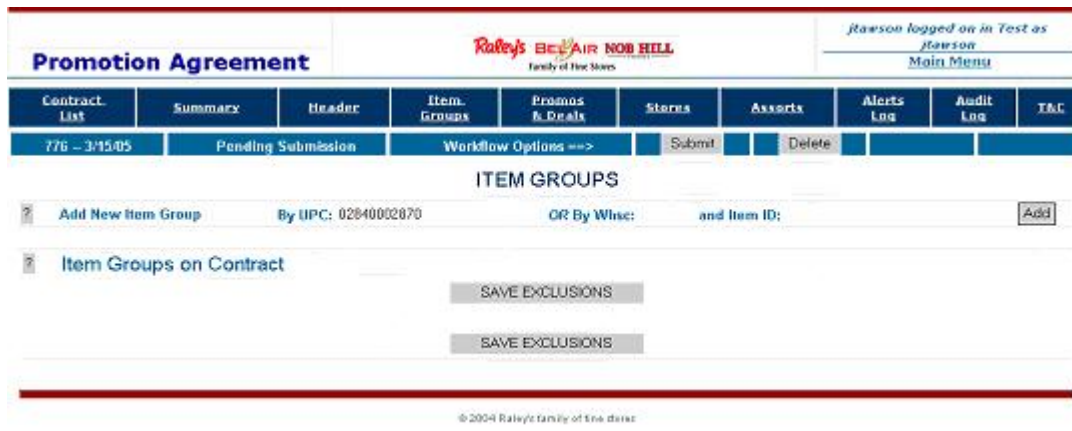 Promotion Agreement
Raley's BEL AIR NOB HILL
Family of Fine Stores
jtawson logged on in Test as
jtawson
Main Menu
Contract List Summary Header Item Groups Promos & Deals Stores Assorts Alerts Log Audit Log T&C
776 -- 3/15/05 Pending Submission Workflow Options ==> Submit Delete
ITEM GROUPS
? Add New Item Group By UPC: 02840002870 OR By Whse: and Item ID: Add
? Item Groups on Contract
SAVE EXCLUSIONS
SAVE EXCLUSIONS
© 2004 Raley's family of fine stores